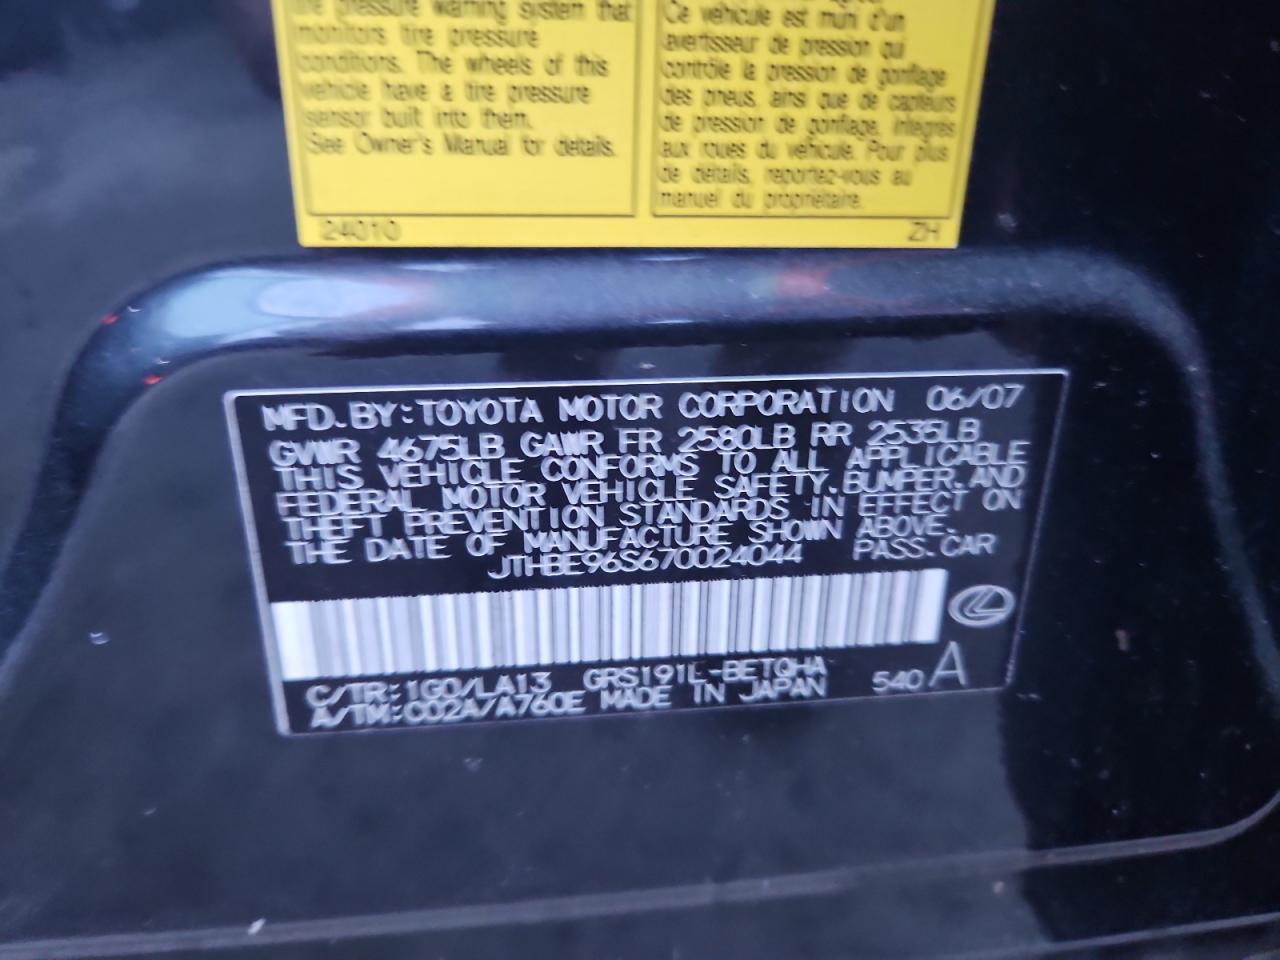 tire pressure warning system that
monitors tire pressure
conditions. The wheels of this
vehicle have a tire pressure
sensor built into them.
See Owner's Manual for details.
24010
Ce véhicule est muni d'un
avertisseur de pression qui
contrôle la pression de gonflage
des pneus, ainsi que de capteurs
de pression de gonflage, intégrés
aux roues du véhicule. Pour plus
de détails, reportez-vous au
manuel du propriétaire.
ZH
MFD. BY: TOYOTA MOTOR CORPORATION 06/07
GVWR 4675LB GAWR FR 2580LB RR 2535LB
THIS VEHICLE CONFORMS TO ALL APPLICABLE
FEDERAL MOTOR VEHICLE SAFETY, BUMPER, AND
THEFT PREVENTION STANDARDS IN EFFECT ON
THE DATE OF MANUFACTURE SHOWN ABOVE.
JTHBE96S670024044 PASS. CAR
C/TR: 1G0/LA13 GRS191L-BETQHA
A/TM: C02A/A760E MADE IN JAPAN 540 A